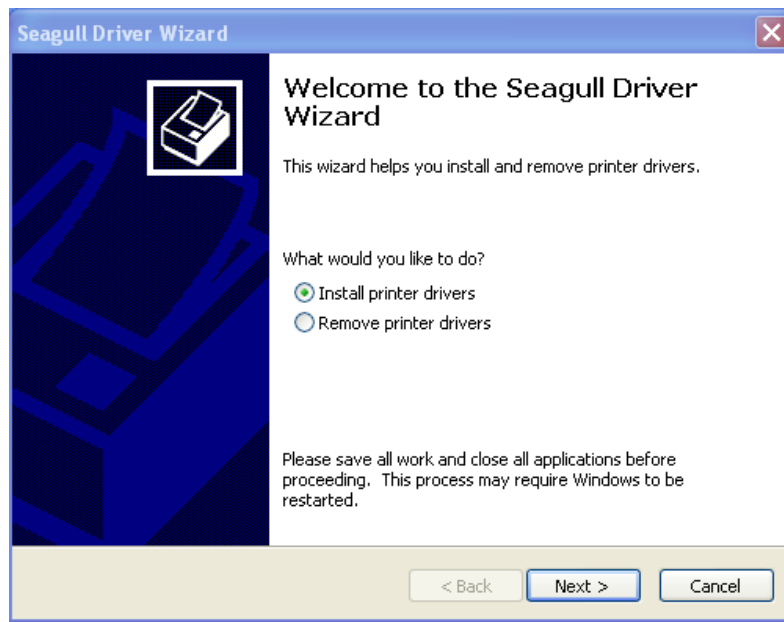 Seagull Driver Wizard
Welcome to the Seagull Driver
Wizard
This wizard helps you install and remove printer drivers.
What would you like to do?
Install printer drivers
Remove printer drivers
Please save all work and close all applications before
proceeding.  This process may require Windows to be
restarted.
< Back
Next >
Cancel